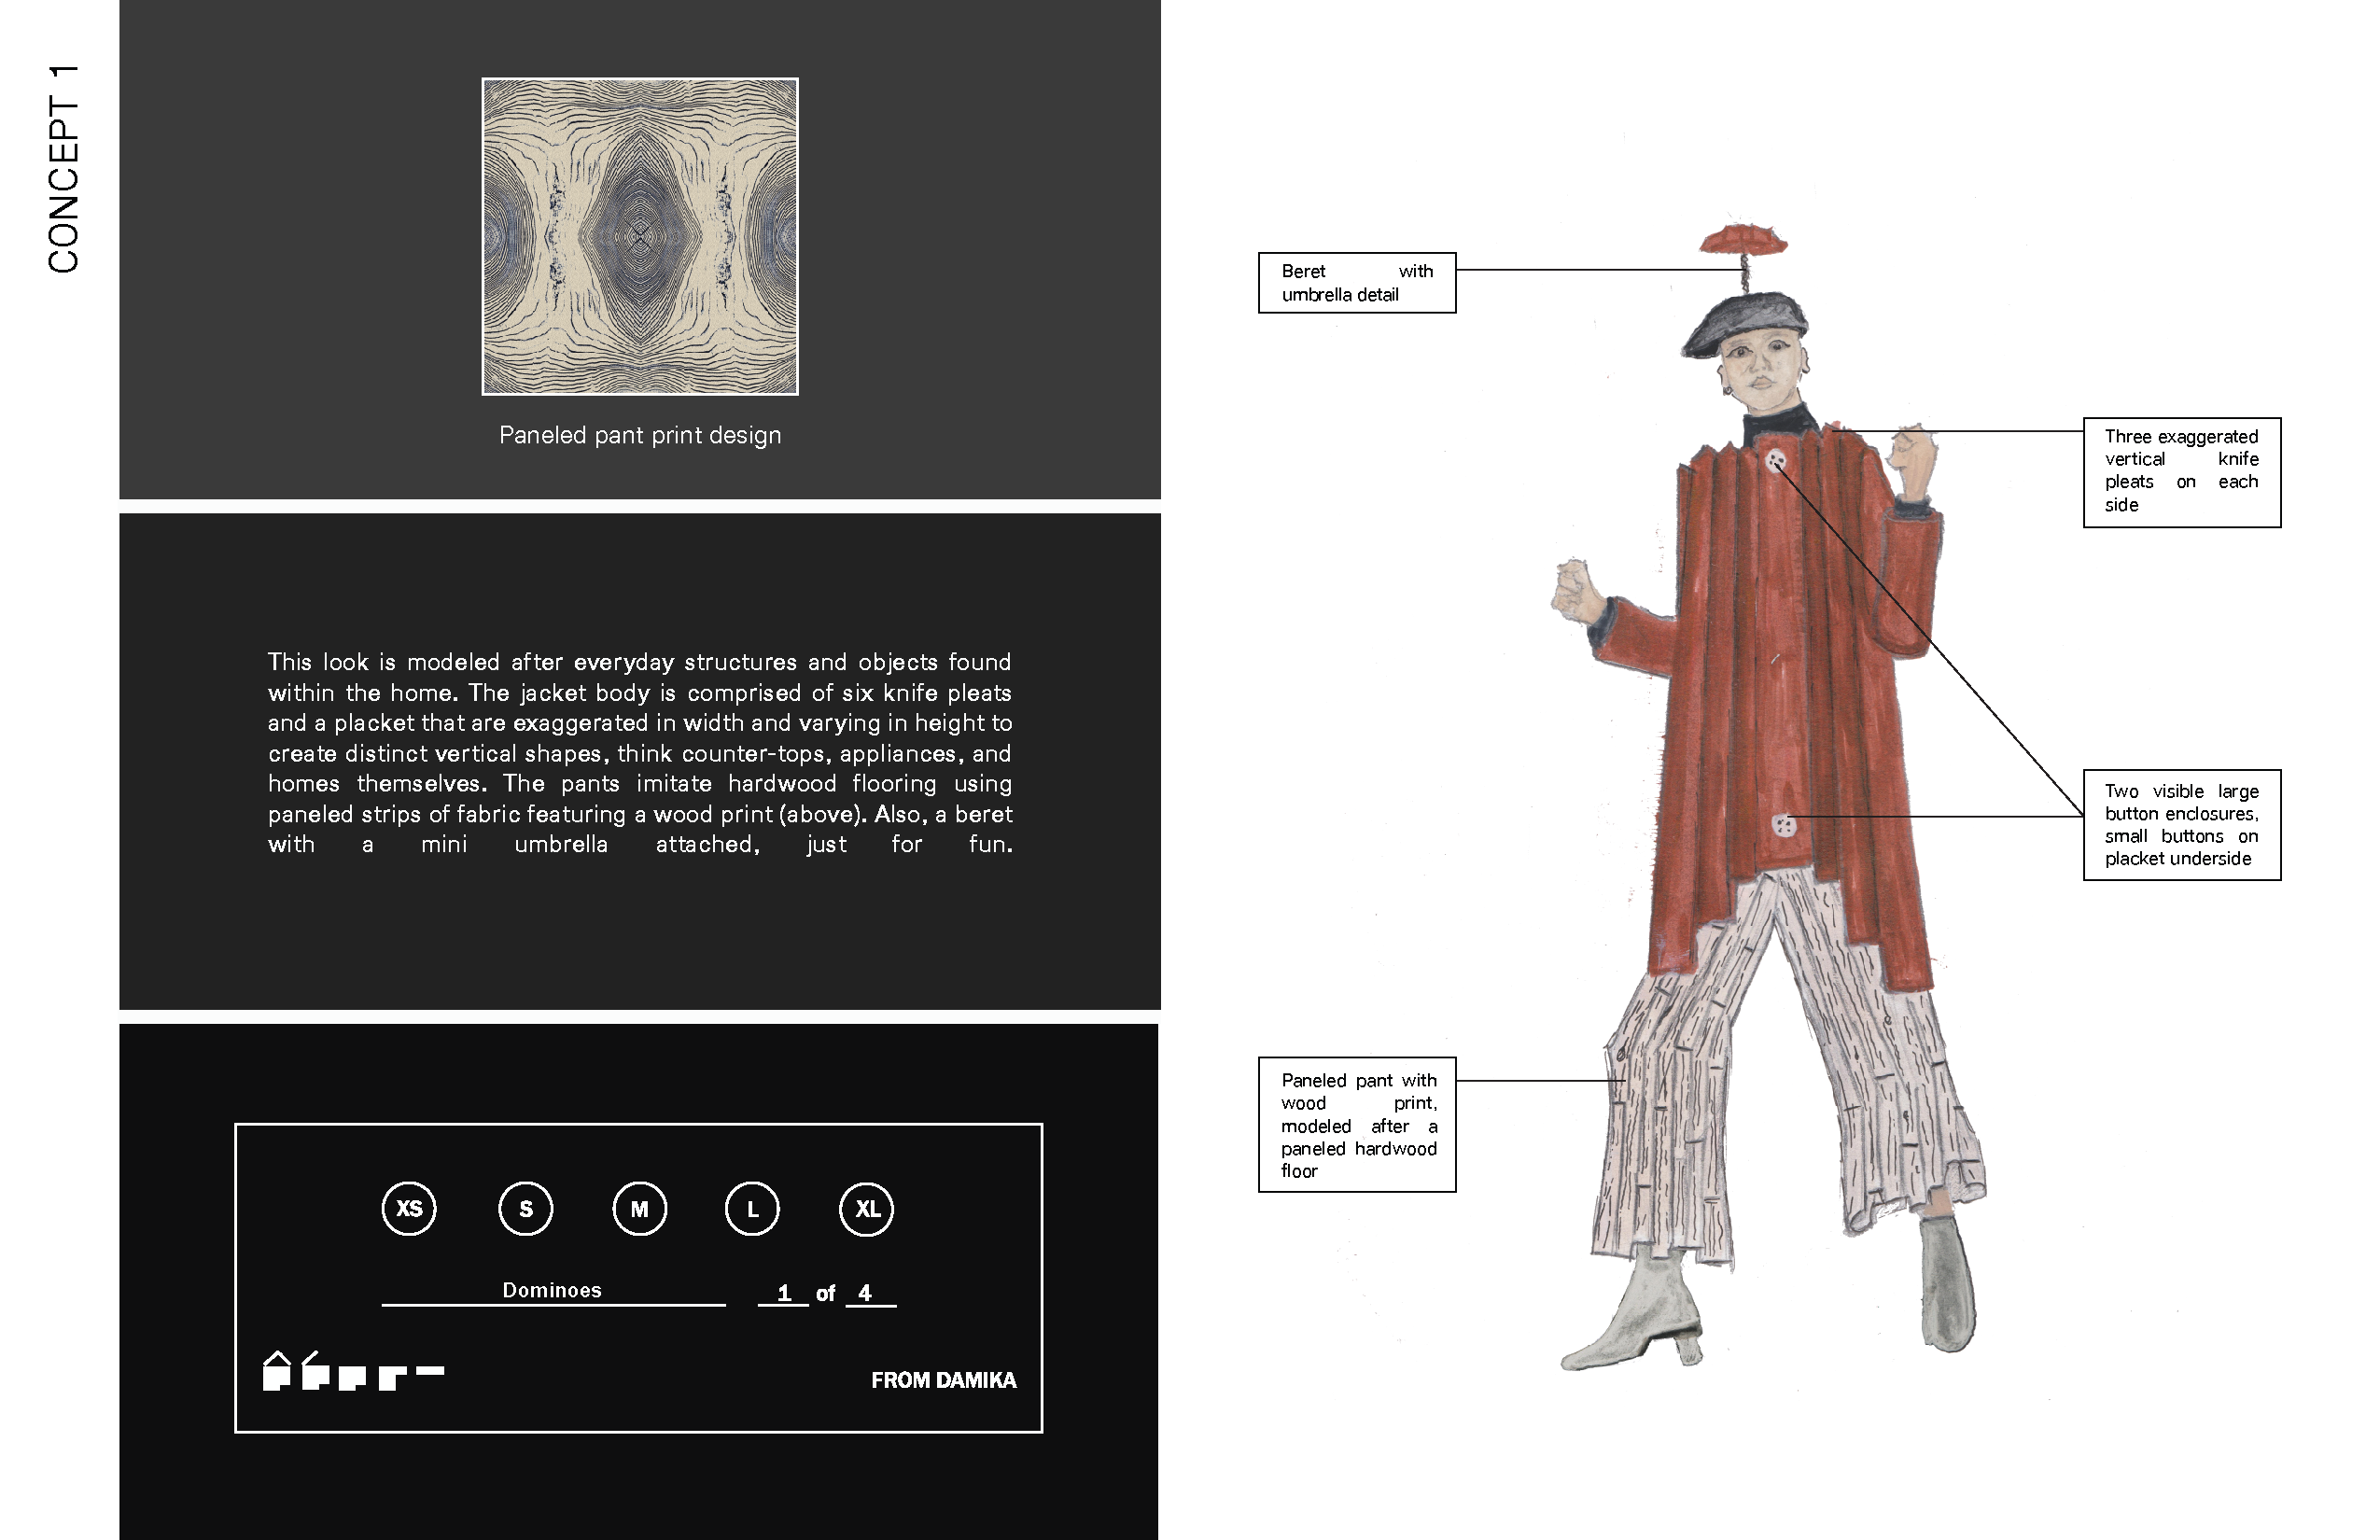 CONCEPT 1
Paneled pant print design
This look is modeled after everyday structures and objects found
within the home. The jacket body is comprised of six knife pleats
and a placket that are exaggerated in width and varying in height to
create distinct vertical shapes, think counter-tops, appliances, and
homes themselves. The pants imitate hardwood flooring using
paneled strips of fabric featuring a wood print (above). Also, a beret
with a mini umbrella attached, just for fun.
XS S M L XL
Dominoes 1 of 4
FROM DAMIKA
Beret with
umbrella detail
Three exaggerated
vertical knife
pleats on each
side
Two visible large
button enclosures,
small buttons on
placket underside
Paneled pant with
wood print,
modeled after a
paneled hardwood
floor